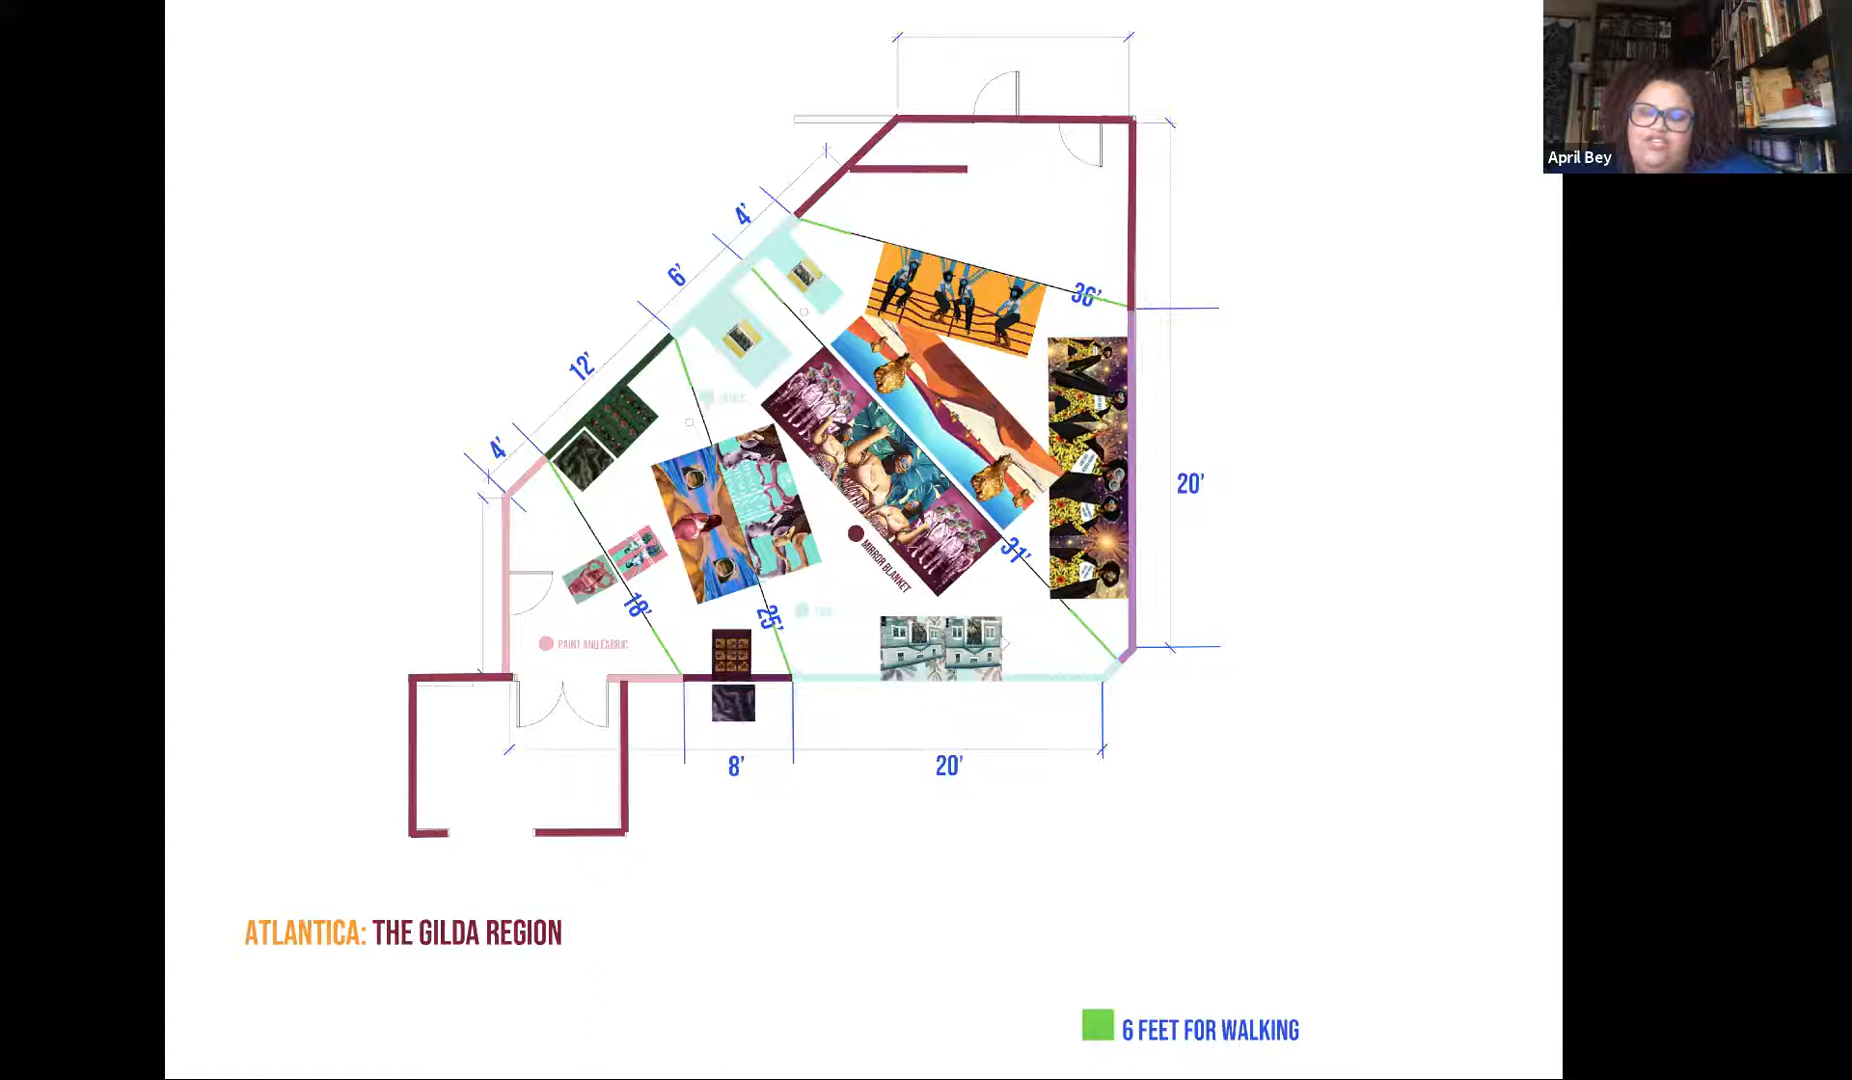 April Bey
4'
6'
36'
12'
4'
20'
31'
MIRROR BLANKET
18'
25'
PAINT AND FABRIC
8'
20'
ATLANTICA: THE GILDA REGION
6 FEET FOR WALKING